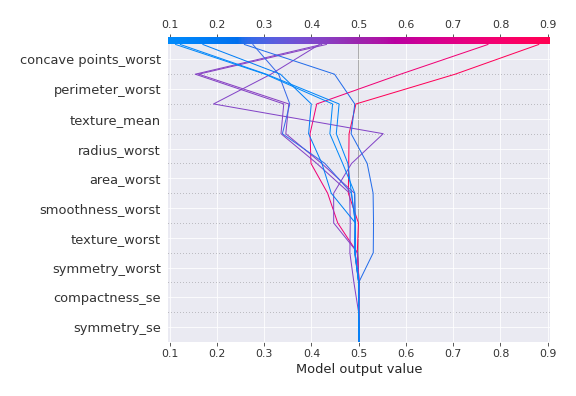 0.1 0.2 0.3 0.4 0.5 0.6 0.7 0.8 0.9
concave points_worst
perimeter_worst
texture_mean
radius_worst
area_worst
smoothness_worst
texture_worst
symmetry_worst
compactness_se
symmetry_se
0.1 0.2 0.3 0.4 0.5 0.6 0.7 0.8 0.9
Model output value